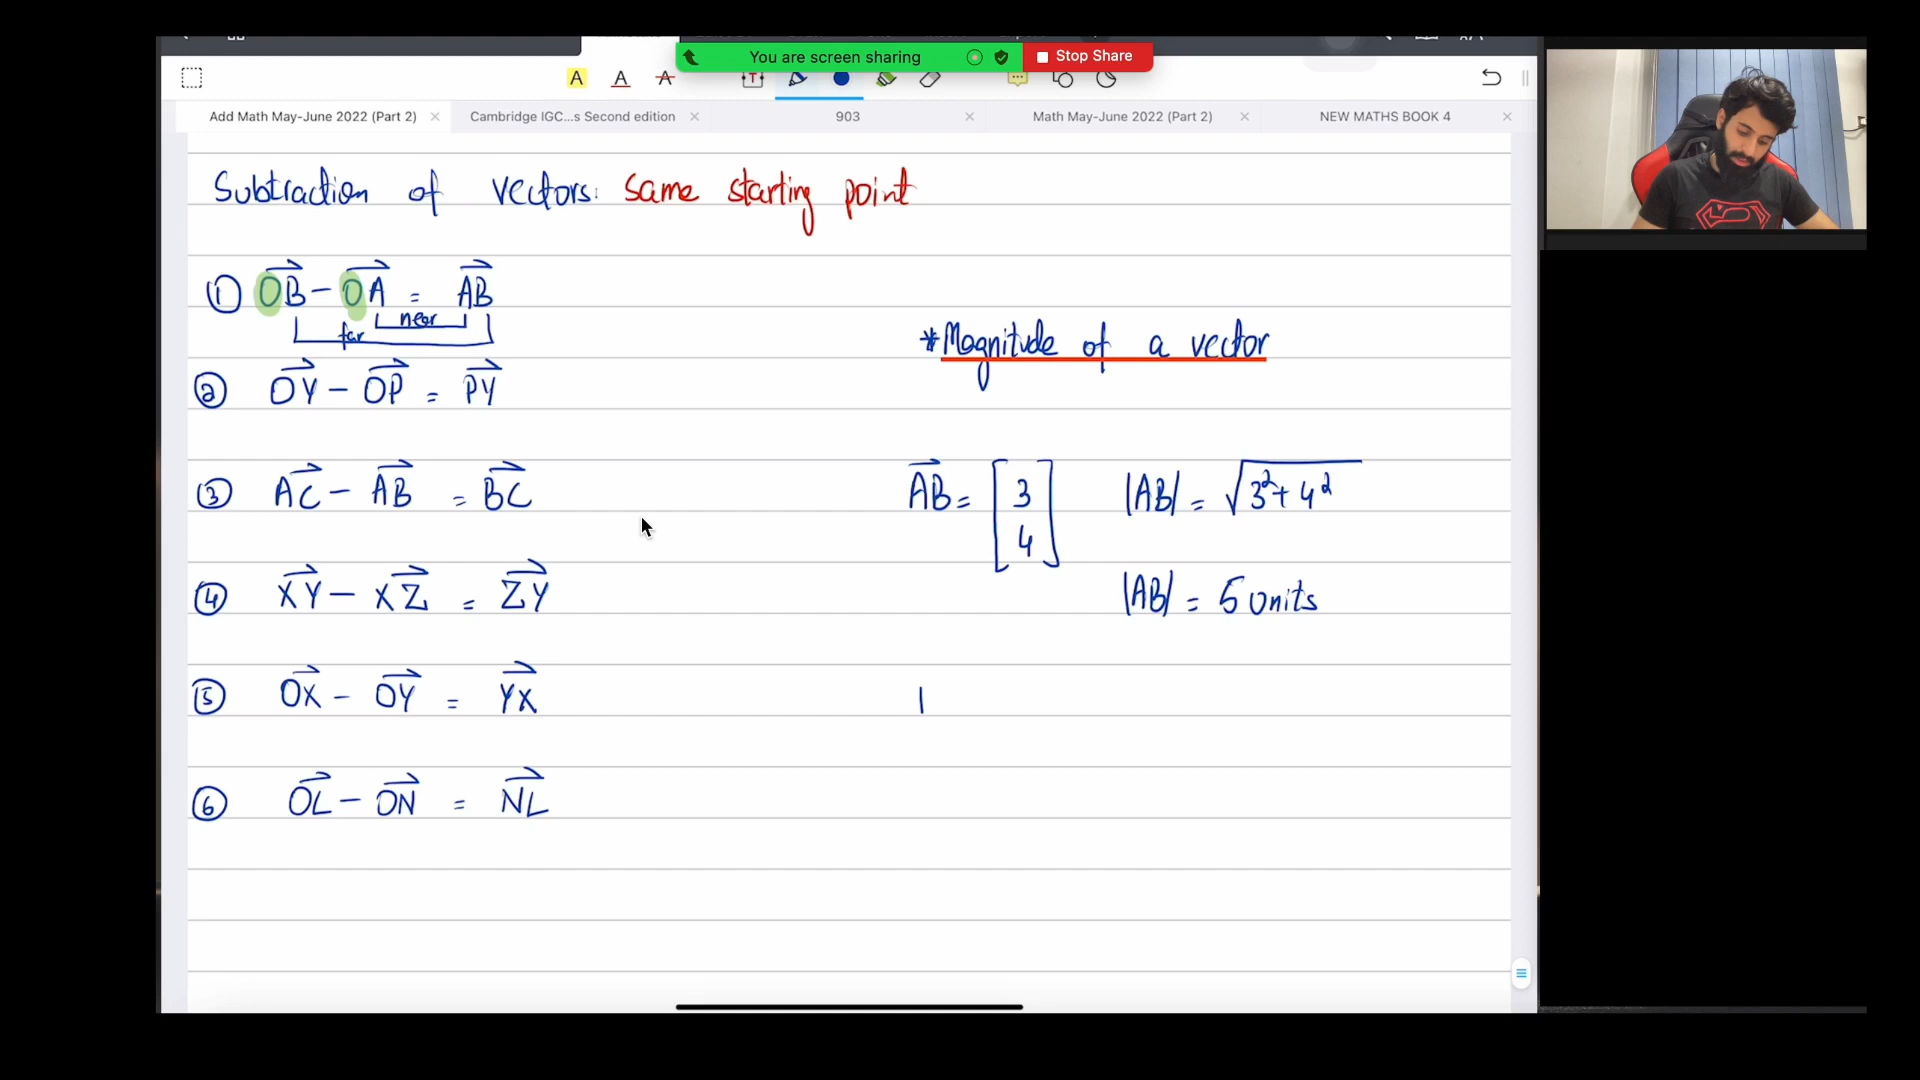 You are screen sharing
Stop Share
A A A T
Add Math May-June 2022 (Part 2)
Cambridge IGC...s Second edition
903
Math May-June 2022 (Part 2)
NEW MATHS BOOK 4
Subtraction of vectors: same starting point
① OB⃗ − OA⃗ = AB⃗
near
far
② OY⃗ − OP⃗ = PY⃗
③ AC⃗ − AB⃗ = BC⃗
④ XY⃗ − XZ⃗ = ZY⃗
⑤ OX⃗ − OY⃗ = YX⃗
⑥ OL⃗ − ON⃗ = NL⃗
*Magnitude of a vector
AB⃗ = [3 4] |AB| = √(3²+4²)
|AB| = 5 units
|